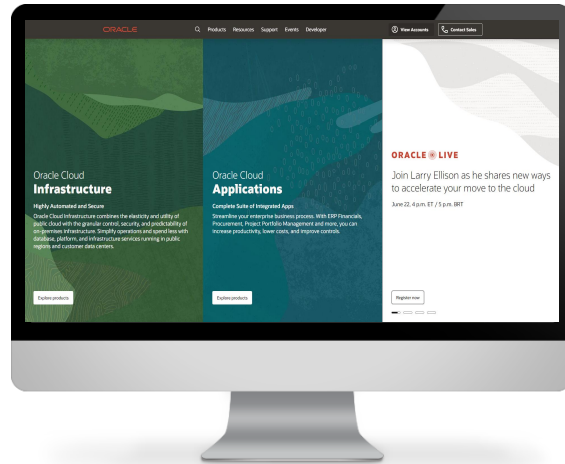 ORACLE
Products Resources Support Events Developer
View Accounts
Contact Sales
Oracle Cloud
Infrastructure
Highly Automated and Secure
Oracle Cloud Infrastructure combines the elasticity and utility of
public cloud with the granular control, security, and predictability of
on-premises infrastructure. Simplify operations and spend less with
database, platform, and infrastructure services running in public
regions and customer data centers.
Explore products
Oracle Cloud
Applications
Complete Suite of Integrated Apps
Streamline your enterprise business process. With ERP Financials,
Procurement, Project Portfolio Management and more, you can
increase productivity, lower costs, and improve controls.
Explore products
ORACLE LIVE
Join Larry Ellison as he shares new ways
to accelerate your move to the cloud
June 22, 4 p.m. ET / 5 p.m. BRT
Register now